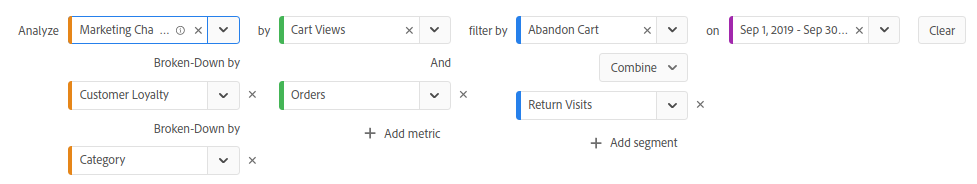 Analyze Marketing Cha ... by Cart Views filter by Abandon Cart on Sep 1, 2019 - Sep 30... Clear
Broken-Down by And Combine
Customer Loyalty Orders Return Visits
Broken-Down by Add metric Add segment
Category